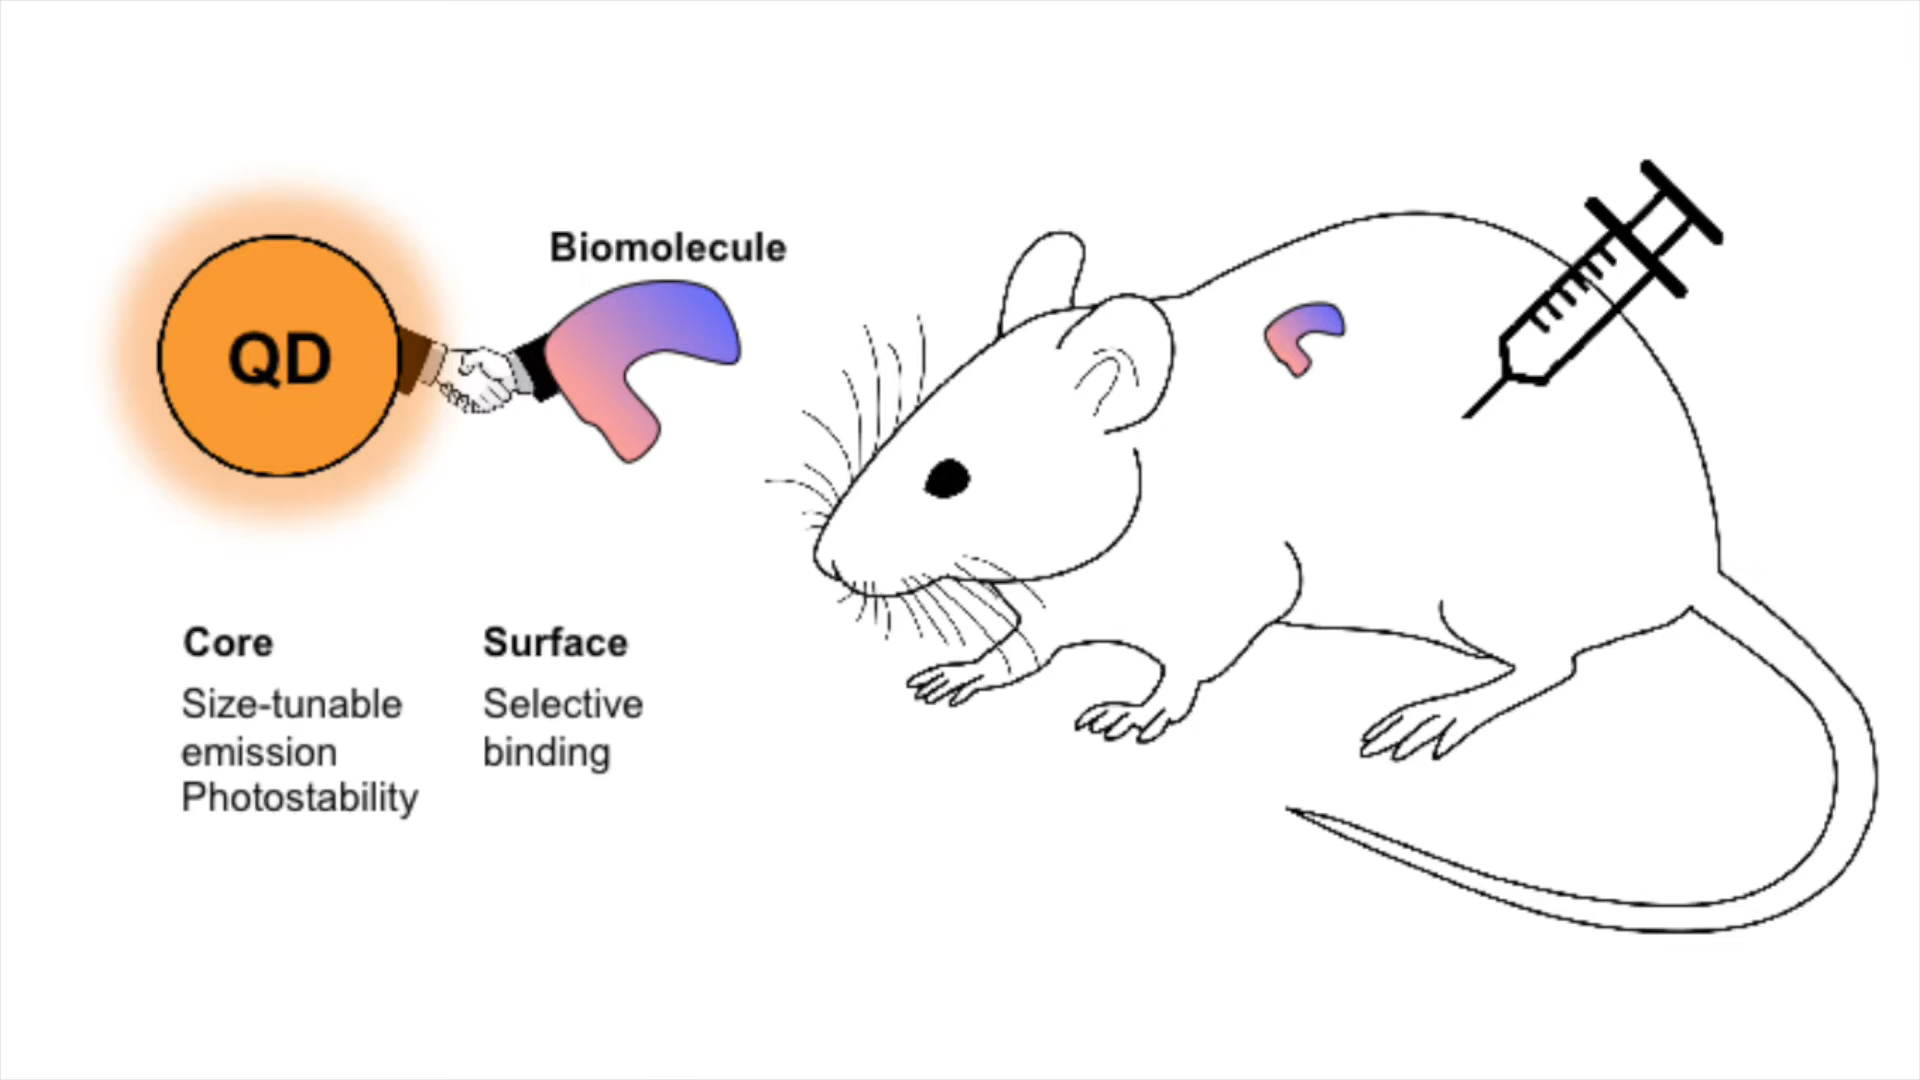 Biomolecule
QD
Core
Size-tunable
emission
Photostability
Surface
Selective
binding